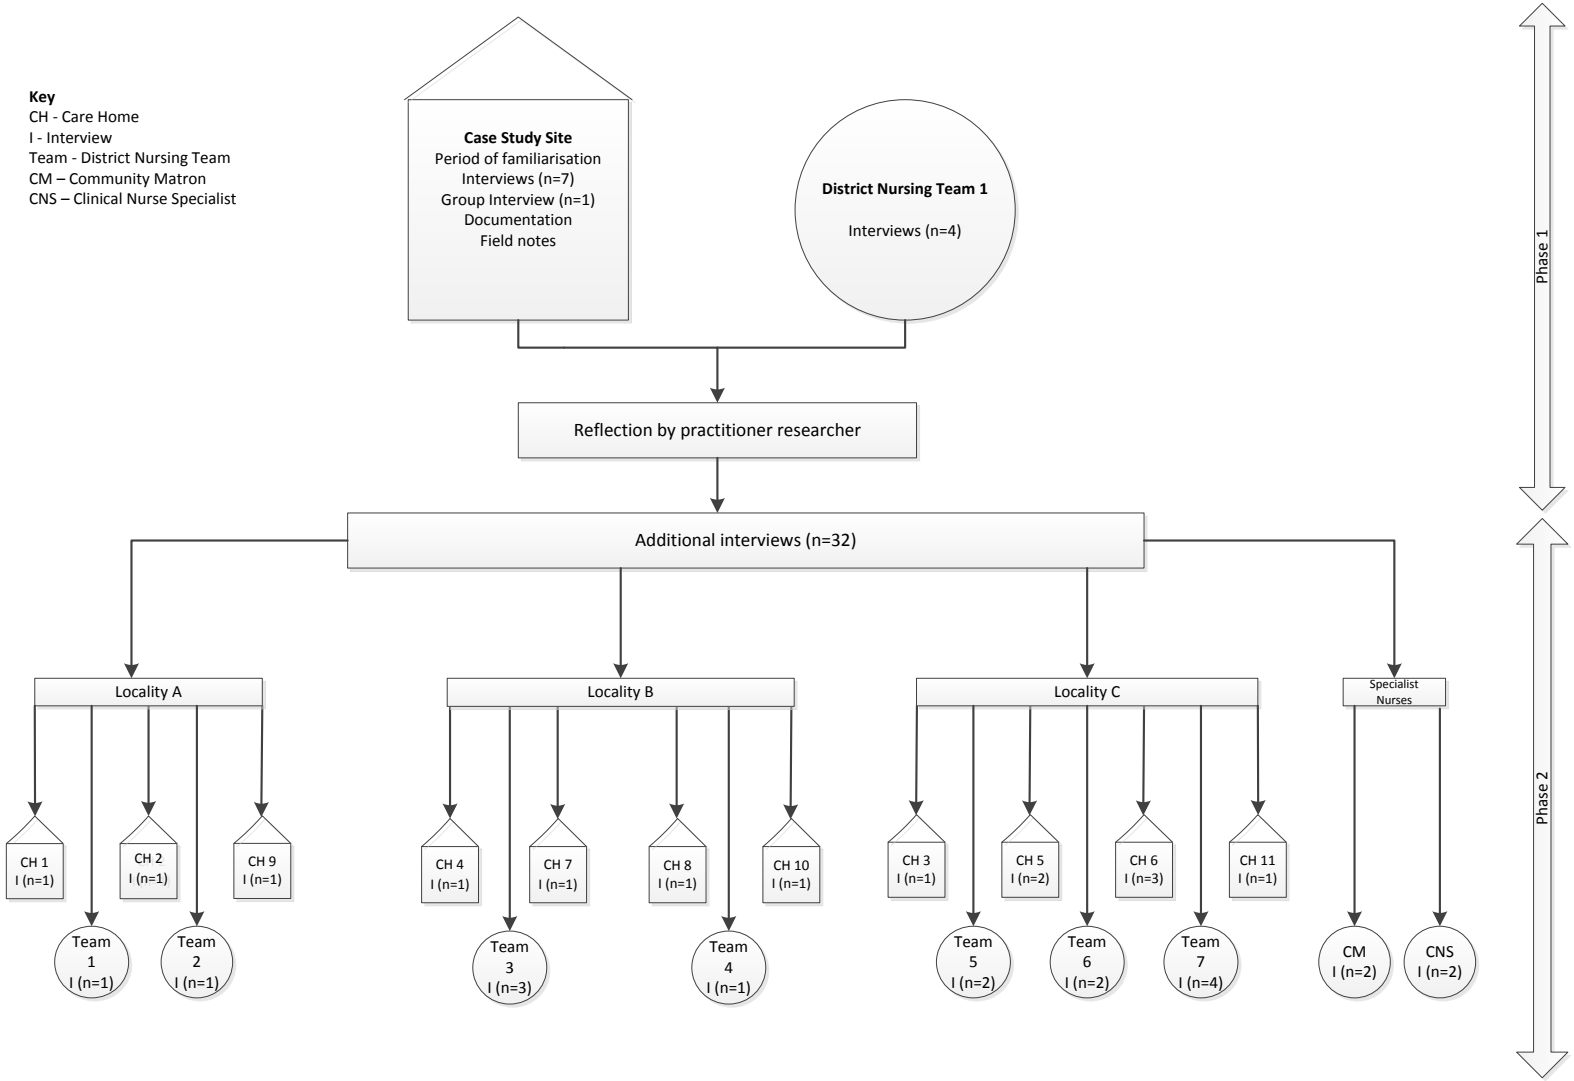 Key
CH - Care Home
I - Interview
Team - District Nursing Team
CM – Community Matron
CNS – Clinical Nurse Specialist
Case Study Site
Period of familiarisation
Interviews (n=7)
Group Interview (n=1)
Documentation
Field notes
District Nursing Team 1
Interviews (n=4)
Phase 1
Reflection by practitioner researcher
Additional interviews (n=32)
Locality A
Locality B
Locality C
Specialist
Nurses
Phase 2
CH 1
I (n=1)
CH 2
I (n=1)
CH 9
I (n=1)
CH 4
I (n=1)
CH 7
I (n=1)
CH 8
I (n=1)
CH 10
I (n=1)
CH 3
I (n=1)
CH 5
I (n=2)
CH 6
I (n=3)
CH 11
I (n=1)
Team
1
I (n=1)
Team
2
I (n=1)
Team
3
I (n=3)
Team
4
I (n=1)
Team
5
I (n=2)
Team
6
I (n=2)
Team
7
I (n=4)
CM
I (n=2)
CNS
I (n=2)